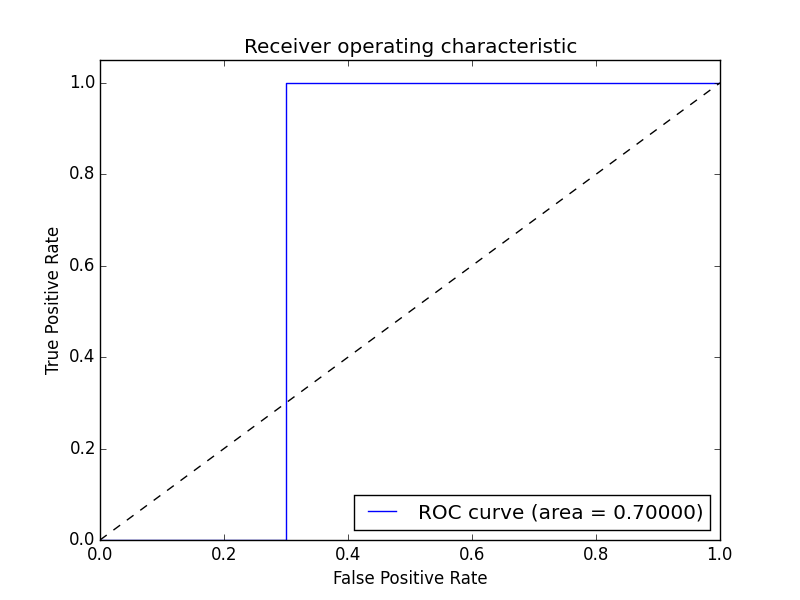 Receiver operating characteristic
1.0
0.8
0.6
0.4
0.2
0.0
True Positive Rate
ROC curve (area = 0.70000)
0.0 0.2 0.4 0.6 0.8 1.0
False Positive Rate